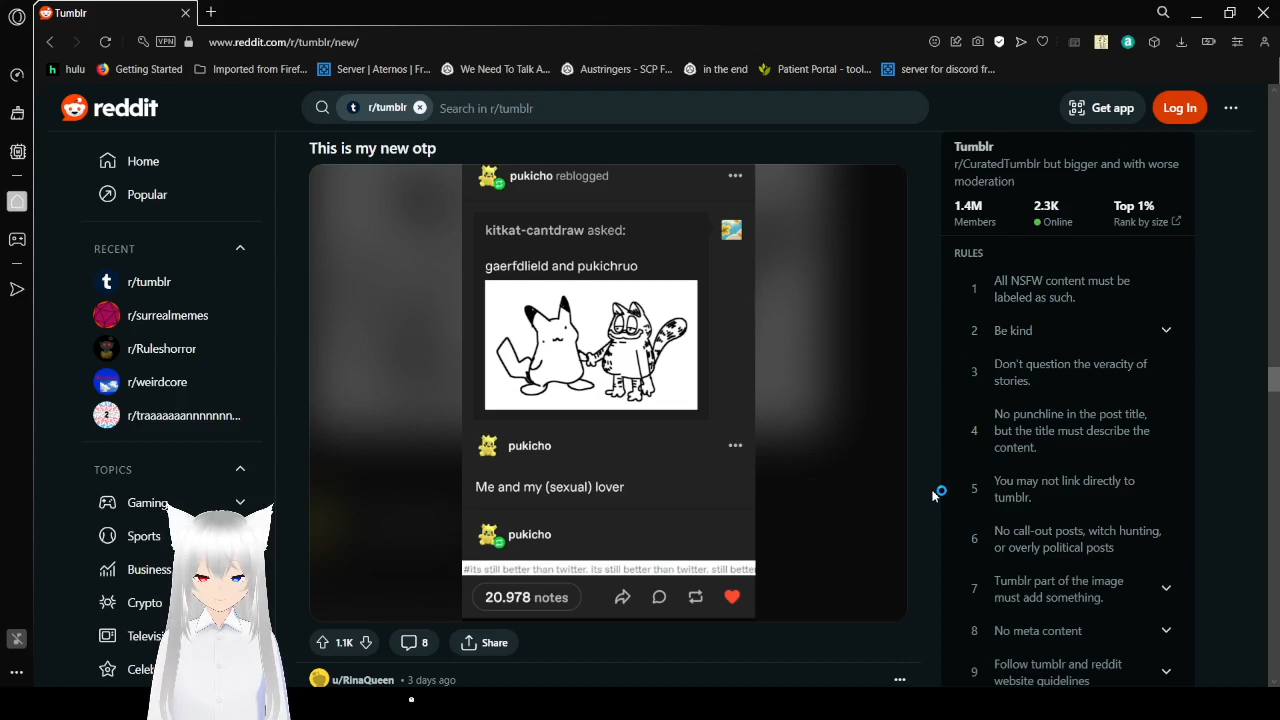 Tumblr
VPN
www.reddit.com/r/tumblr/new/
h hulu
Getting Started
Imported from Firef...
Server | Aternos | Fr...
We Need To Talk A...
Austringers - SCP F...
in the end
Patient Portal - tool...
server for discord fr...
reddit
r/tumblr
Search in r/tumblr
Get app
Log In
Home
Popular
RECENT
r/tumblr
r/surrealmemes
r/Ruleshorror
r/weirdcore
r/traaaaaaannnnnnn...
TOPICS
Gaming
Sports
Business
Crypto
Televisi
Celeb
This is my new otp
pukicho reblogged
kitkat-cantdraw asked:
gaerfdlield and pukichruo
pukicho
Me and my (sexual) lover
pukicho
#its still better than twitter. its still better than twitter. still better
20.978 notes
1.1K
8
Share
u/RinaQueen • 3 days ago
Tumblr
r/CuratedTumblr but bigger and with worse
moderation
1.4M
Members
2.3K
Online
Top 1%
Rank by size
RULES
1
All NSFW content must be
labeled as such.
2
Be kind
3
Don't question the veracity of
stories.
4
No punchline in the post title,
but the title must describe the
content.
5
You may not link directly to
tumblr.
6
No call-out posts, witch hunting,
or overly political posts
7
Tumblr part of the image
must add something.
8
No meta content
9
Follow tumblr and reddit
website guidelines